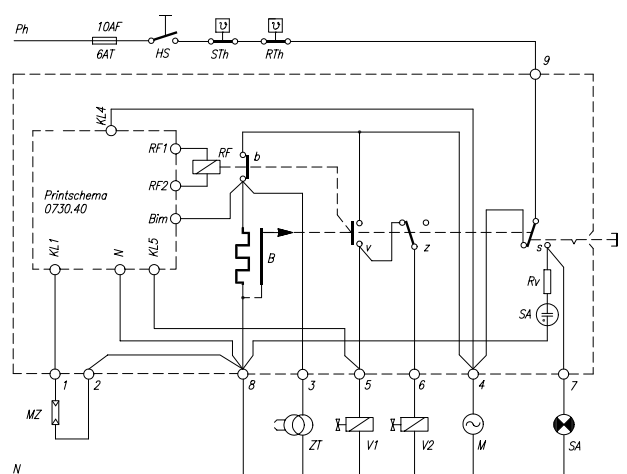 Ph
10AF
6AT
HS
STh
RTh
9
KL4
RF1
RF
b
RF2
Printschema
0730.40
Bim
KL1
N
KL5
B
v
z
s
Rv
SA
1
2
8
3
5
6
4
7
MZ
ZT
V1
V2
M
SA
N